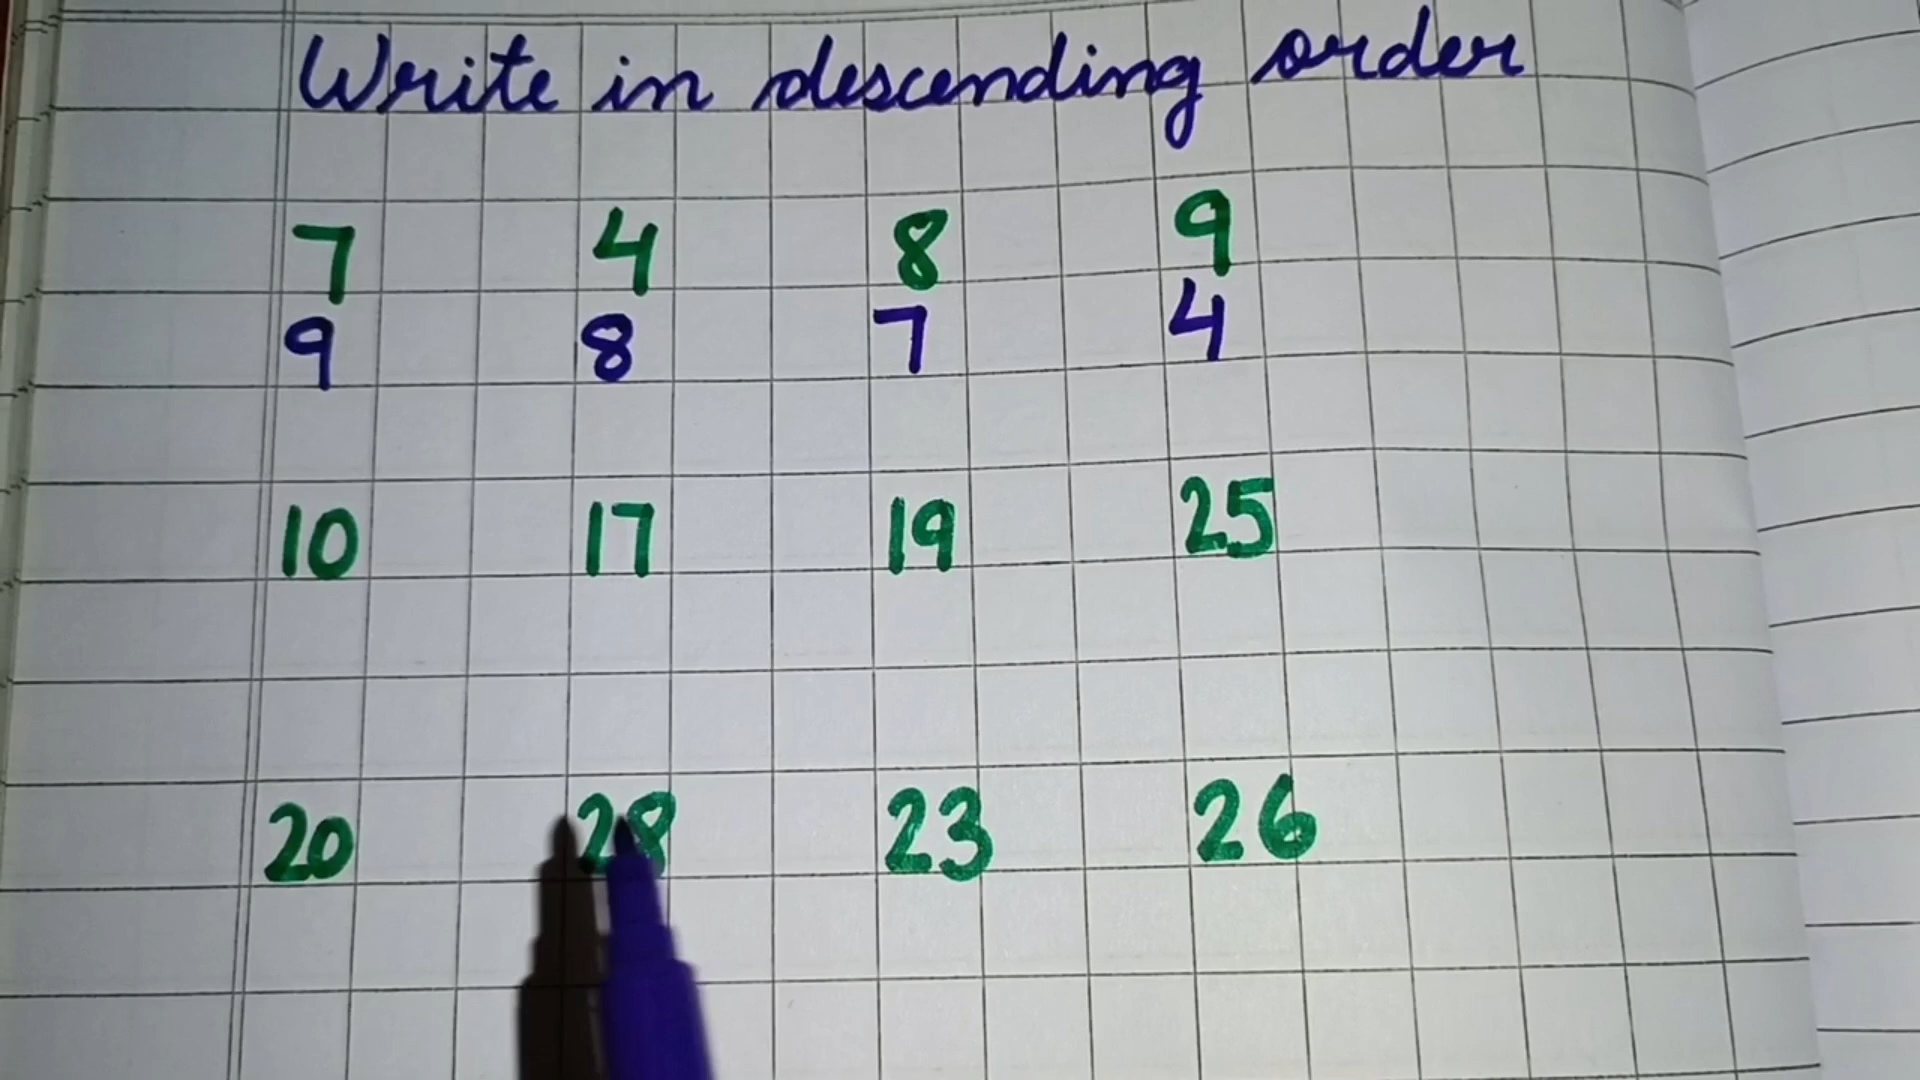 Write in descending order
7 4 8 9
9 8 7 4
10 17 19 25
20 28 23 26